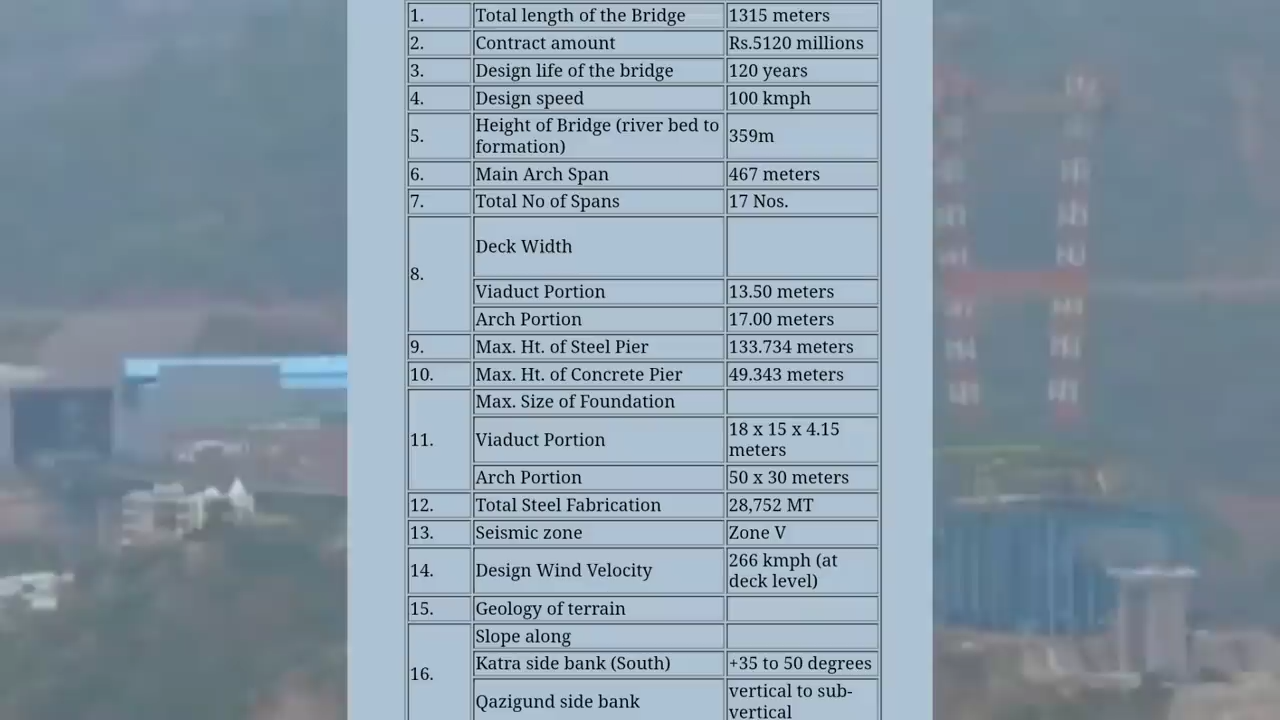 1. Total length of the Bridge 1315 meters
2. Contract amount Rs.5120 millions
3. Design life of the bridge 120 years
4. Design speed 100 kmph
5. Height of Bridge (river bed to
formation) 359m
6. Main Arch Span 467 meters
7. Total No of Spans 17 Nos.
8. Deck Width
Viaduct Portion 13.50 meters
Arch Portion 17.00 meters
9. Max. Ht. of Steel Pier 133.734 meters
10. Max. Ht. of Concrete Pier 49.343 meters
11. Max. Size of Foundation
Viaduct Portion 18 x 15 x 4.15
meters
Arch Portion 50 x 30 meters
12. Total Steel Fabrication 28,752 MT
13. Seismic zone Zone V
14. Design Wind Velocity 266 kmph (at
deck level)
15. Geology of terrain
16. Slope along
Katra side bank (South) +35 to 50 degrees
Qazigund side bank vertical to sub-
vertical